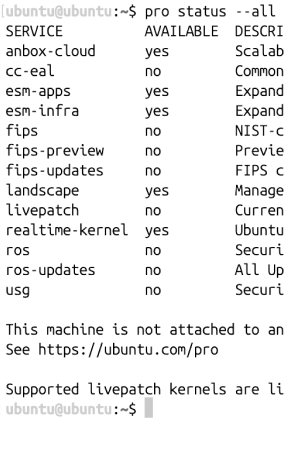 [ubuntu@ubuntu:~$ pro status --all
SERVICE AVAILABLE DESCRI
anbox-cloud yes Scalab
cc-eal no Common
esm-apps yes Expand
esm-infra yes Expand
fips no NIST-c
fips-preview no Previe
fips-updates no FIPS c
landscape yes Manage
livepatch no Curren
realtime-kernel yes Ubuntu
ros no Securi
ros-updates no All Up
usg no Securi
This machine is not attached to an
See https://ubuntu.com/pro
Supported livepatch kernels are li
ubuntu@ubuntu:~$